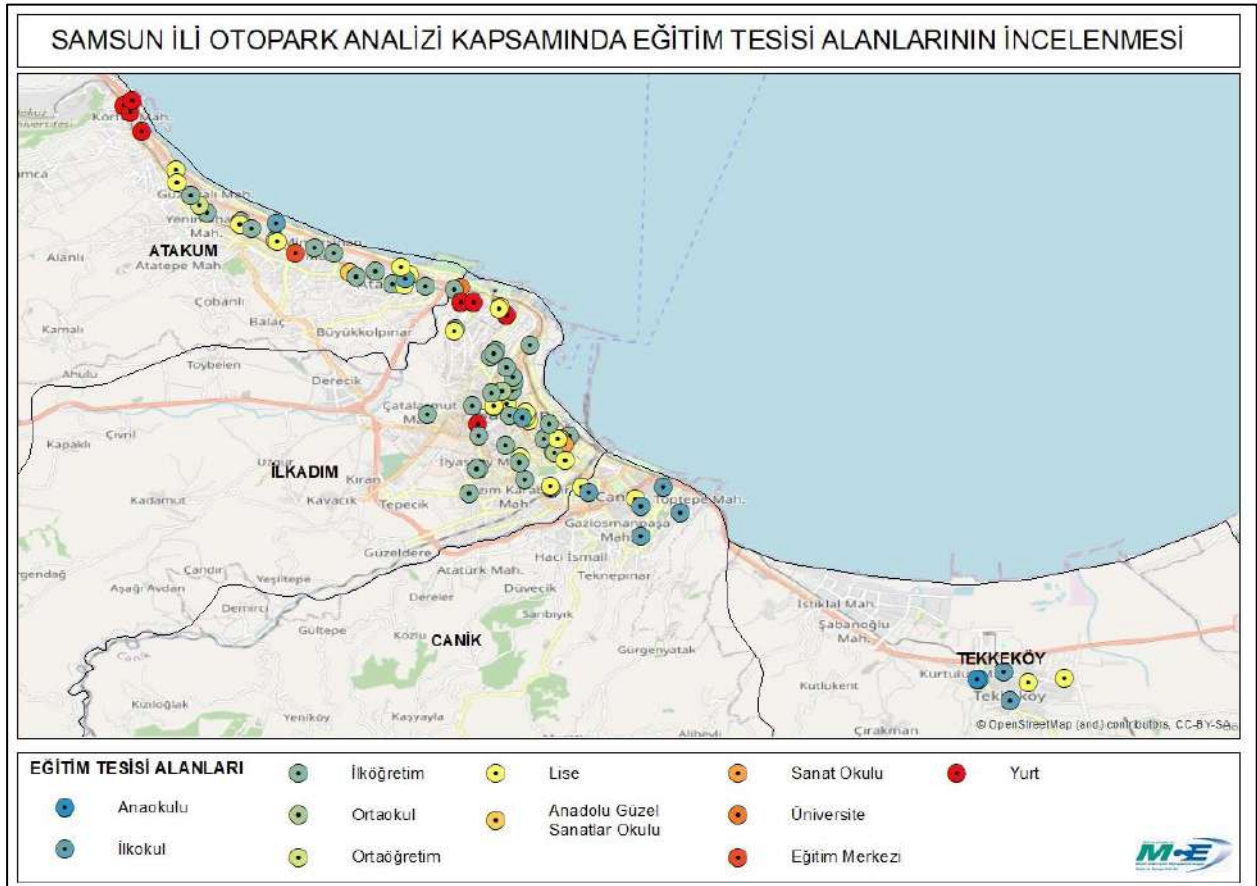 SAMSUN İLİ OTOPARK ANALİZİ KAPSAMINDA EĞİTİM TESİSİ ALANLARININ İNCELENMESİ
Alanlı
ATAKUM
Atatepe Mah.
Çobanlı
Balaç
Büyükkolpınar
Kamalı
Toybelen
Derecik
Kapaklı
Çivril
İLKADIM
Kıran
Kadamut
Kavacık
Tepecik
Mah.
Toptepe Mah.
Gaziosmanpaşa
Mah.
Güzeldere
Hacı İsmail
Atatürk Mah.
Teknepınar
Çandır
Yeşiltepe
Aşağı Avdan
Dereler
Düvecik
Demirci
Sarıbıyık
Gültepe
Kozlu
CANİK
Gürgenyatak
İstiklal Mah.
Şabanoğlu
Mah.
TEKKEKÖY
Kutlukent
Kızıloğlak
Yeniköy
Kaşyayla
Çırakman
© OpenStreetMap (and) contributors, CC-BY-SA
EĞİTİM TESİSİ ALANLARI
Anaokulu
İlkokul
İlköğretim
Ortaokul
Ortaöğretim
Lise
Anadolu Güzel
Sanatlar Okulu
Sanat Okulu
Üniversite
Eğitim Merkezi
Yurt